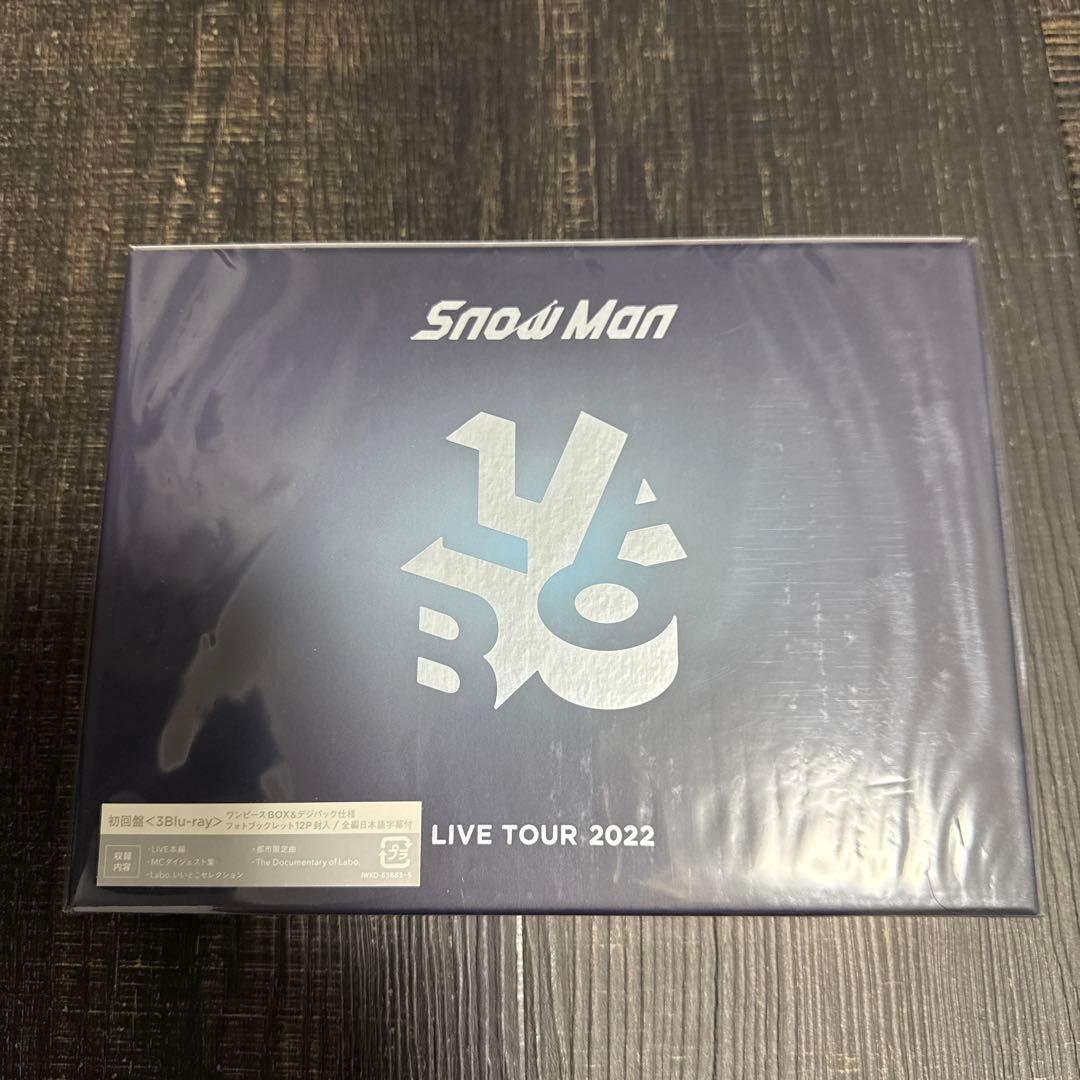 Snow Man
LABO
LIVE TOUR 2022
初回盤<3Blu-ray>
ワンピースBOX&デジパック仕様
フォトブックレット12P封入 / 全編日本語字幕付
収録
内容
・LIVE本編
・MCダイジェスト集
・Labo.いいとこセレクション
・都市限定曲
・The Documentary of Labo.
プラ